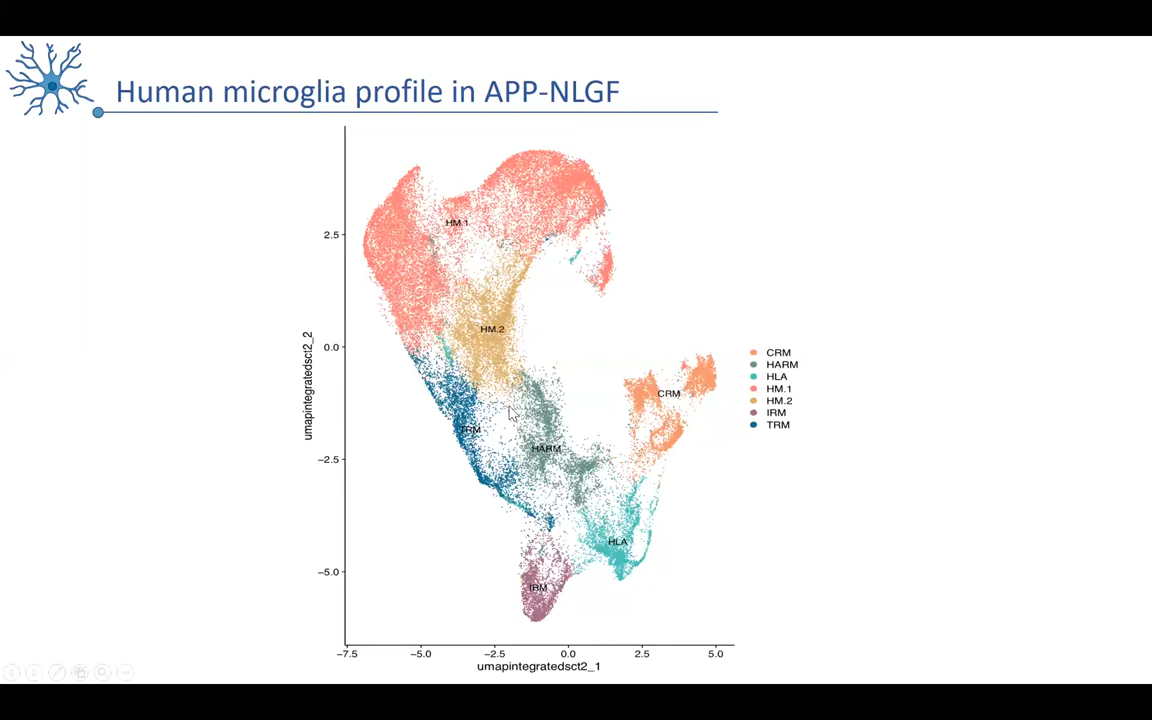 Human microglia profile in APP-NLGF
HM.1
2.5
HM.2
0.0
CRM
HARM
HLA
HM.1
HM.2
IRM
TRM
CRM
TRM
HARM
−2.5
HLA
−5.0
IRM
umapintegratedsct2_2
−7.5 −5.0 −2.5 0.0 2.5 5.0
umapintegratedsct2_1